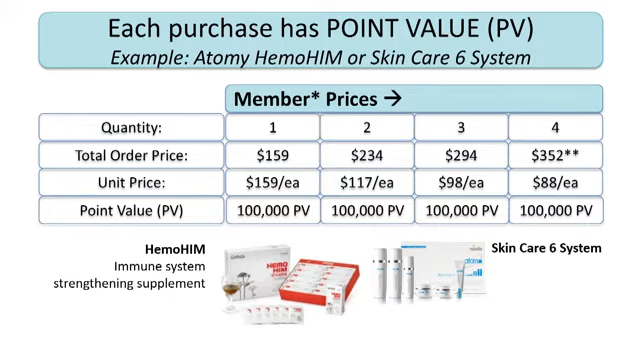 Each purchase has POINT VALUE (PV)
Example: Atomy HemoHIM or Skin Care 6 System
Member* Prices →
Quantity: 1 2 3 4
Total Order Price: $159 $234 $294 $352**
Unit Price: $159/ea $117/ea $98/ea $88/ea
Point Value (PV) 100,000 PV 100,000 PV 100,000 PV 100,000 PV
HemoHIM
Immune system
strengthening supplement
HEMO
HIM
Skin Care 6 System